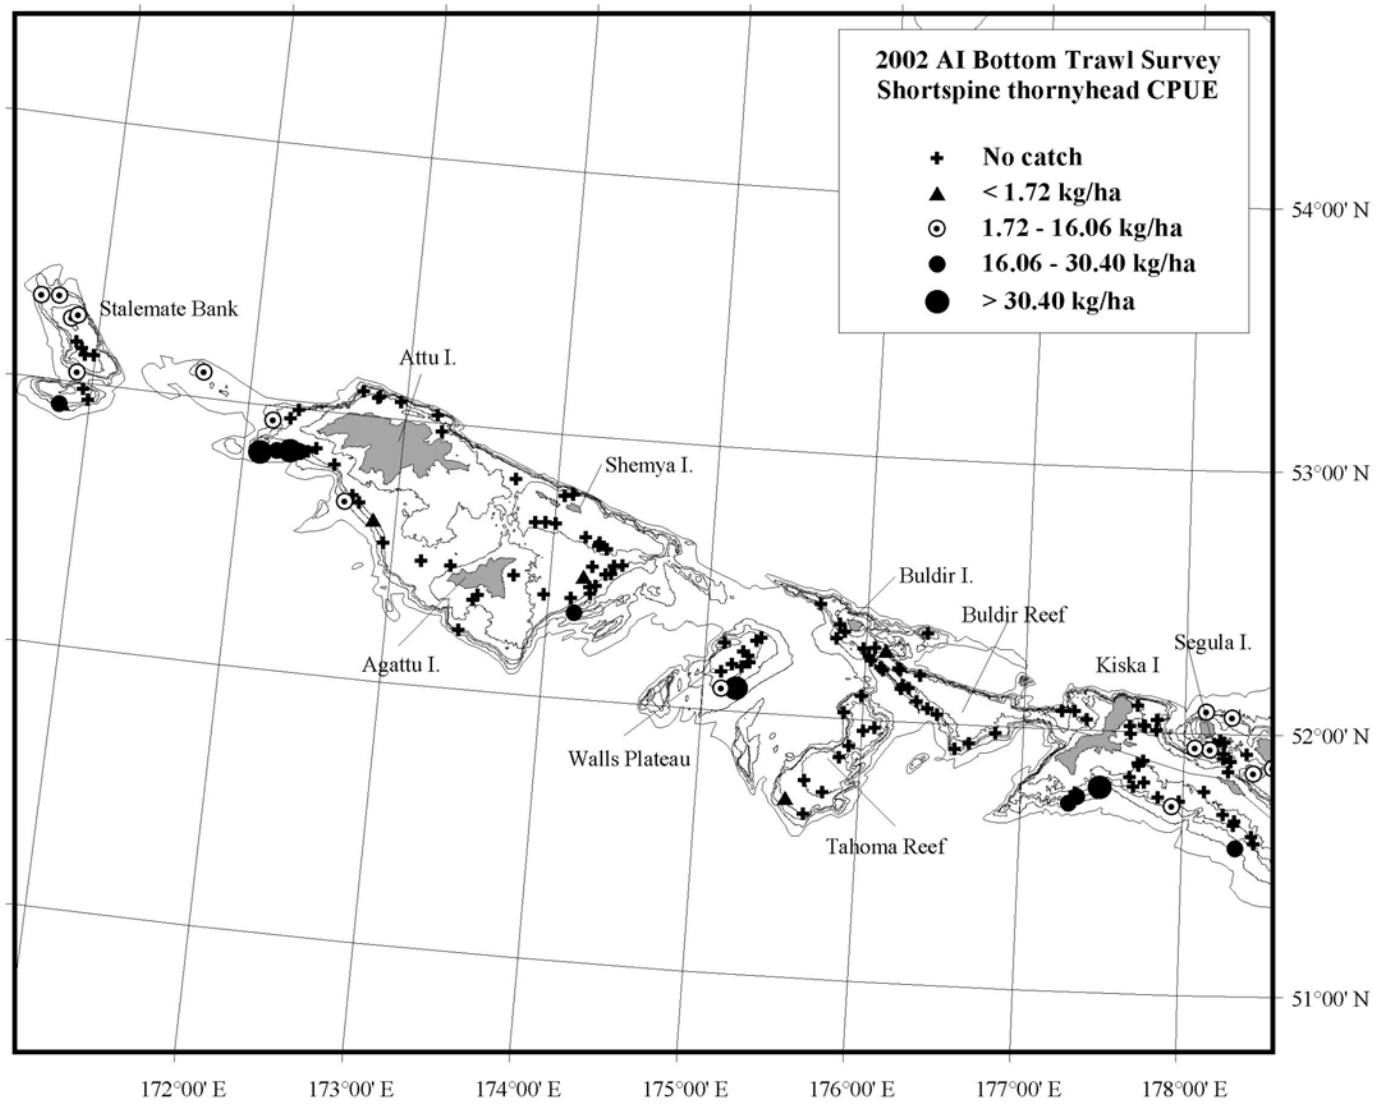 2002 AI Bottom Trawl Survey
Shortspine thornyhead CPUE
No catch
< 1.72 kg/ha
1.72 - 16.06 kg/ha
16.06 - 30.40 kg/ha
> 30.40 kg/ha
54°00' N
Stalemate Bank
Attu I.
Shemya I.
53°00' N
Buldir I.
Buldir Reef
Segula I.
Agattu I.
Kiska I
52°00' N
Walls Plateau
Tahoma Reef
51°00' N
172°00' E
173°00' E
174°00' E
175°00' E
176°00' E
177°00' E
178°00' E